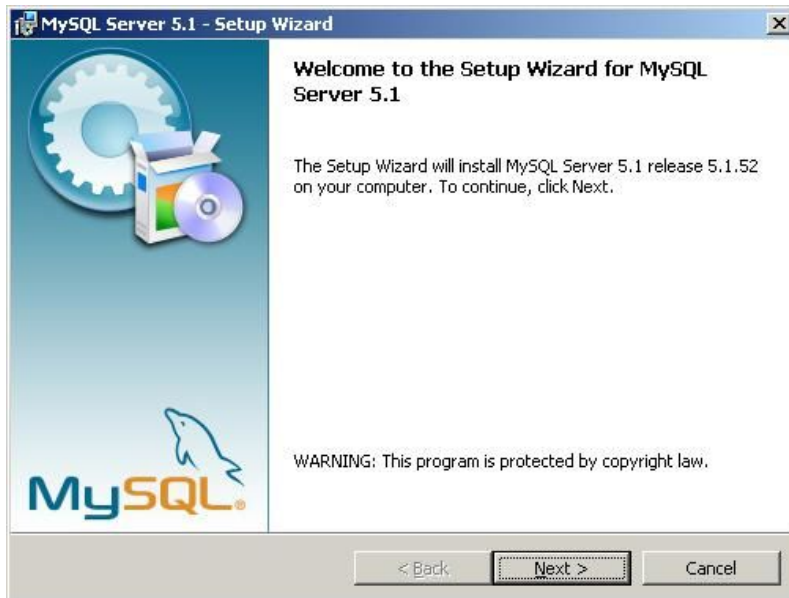 MySQL Server 5.1 - Setup Wizard
Welcome to the Setup Wizard for MySQL
Server 5.1
The Setup Wizard will install MySQL Server 5.1 release 5.1.52
on your computer. To continue, click Next.
WARNING: This program is protected by copyright law.
MySQL®
< Back
Next >
Cancel